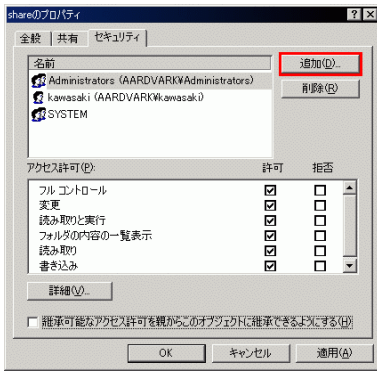 shareのプロパティ
全般 共有 セキュリティ
名前
Administrators (AARDVARK¥Administrators)
kawasaki (AARDVARK¥kawasaki)
SYSTEM
追加(D)...
削除(R)
アクセス許可(P): 許可 拒否
フル コントロール
変更
読み取りと実行
フォルダの内容の一覧表示
読み取り
書き込み
詳細(V)...
継承可能なアクセス許可を親からこのオブジェクトに継承できるようにする(H)
OK キャンセル 適用(A)